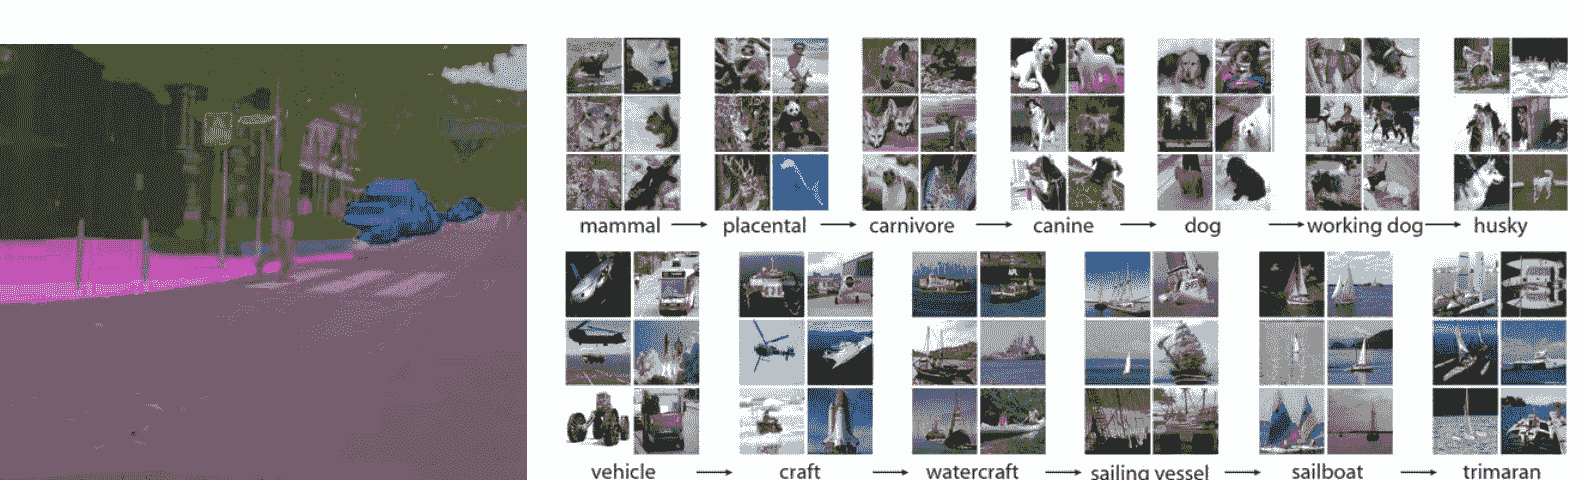 mammal → placental → carnivore → canine → dog → working dog → husky
vehicle → craft → watercraft → sailing vessel → sailboat → trimaran